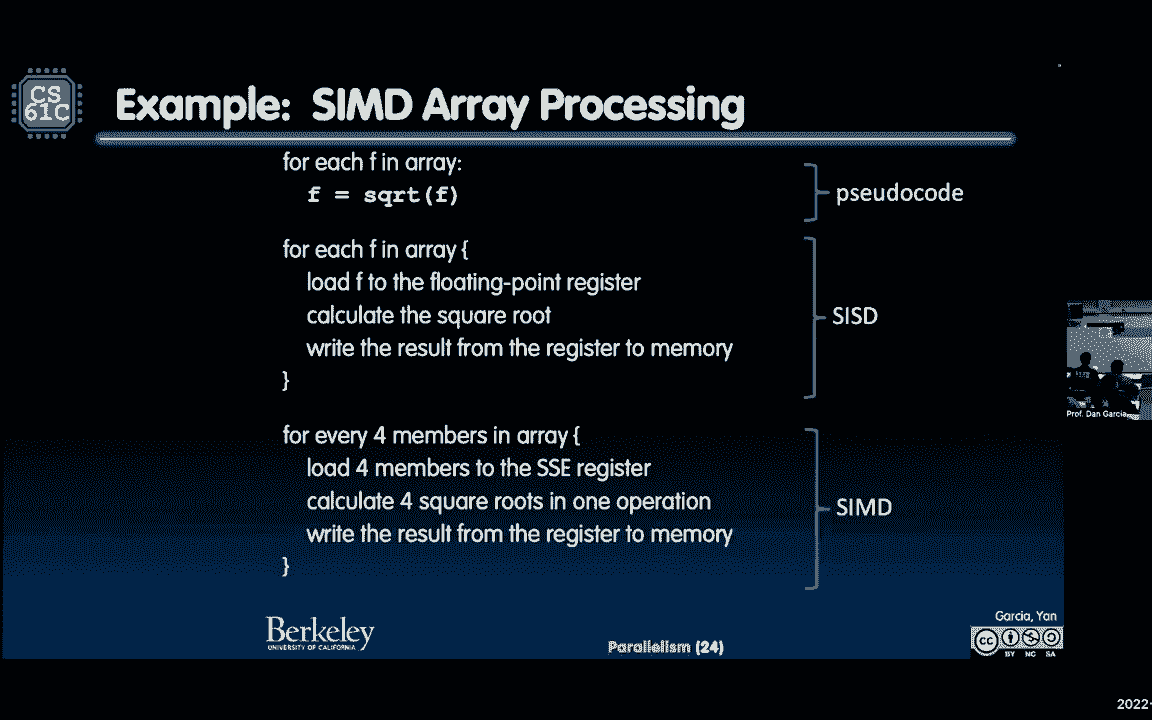 CS
61C
Example: SIMD Array Processing
for each f in array:
f = sqrt(f)
pseudocode
for each f in array {
load f to the floating-point register
calculate the square root
write the result from the register to memory
}
SISD
for every 4 members in array {
load 4 members to the SSE register
calculate 4 square roots in one operation
write the result from the register to memory
}
SIMD
Prof. Dan Garcia
Berkeley
UNIVERSITY OF CALIFORNIA
Parallelism (24)
Garcia, Yan
cc
BY NC SA
2022-